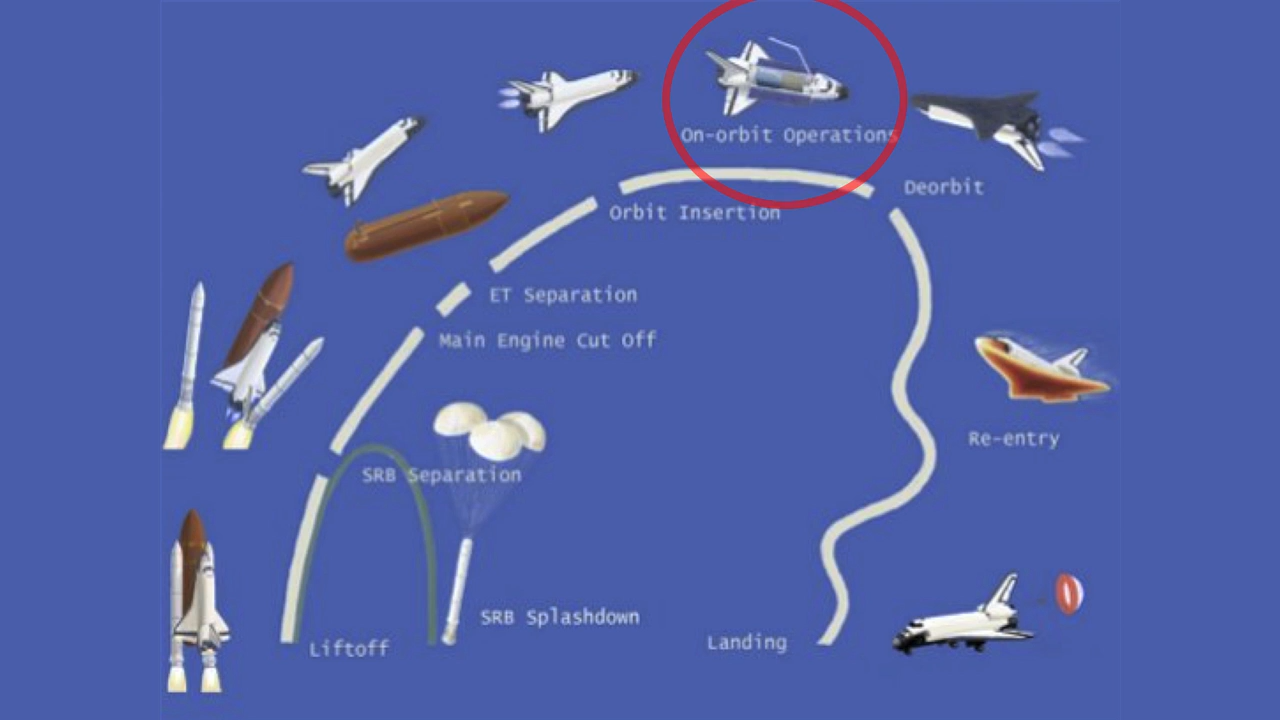 On-orbit Operations
Deorbit
Orbit Insertion
ET Separation
Main Engine Cut Off
Re-entry
SRB Separation
SRB Splashdown
Liftoff
Landing